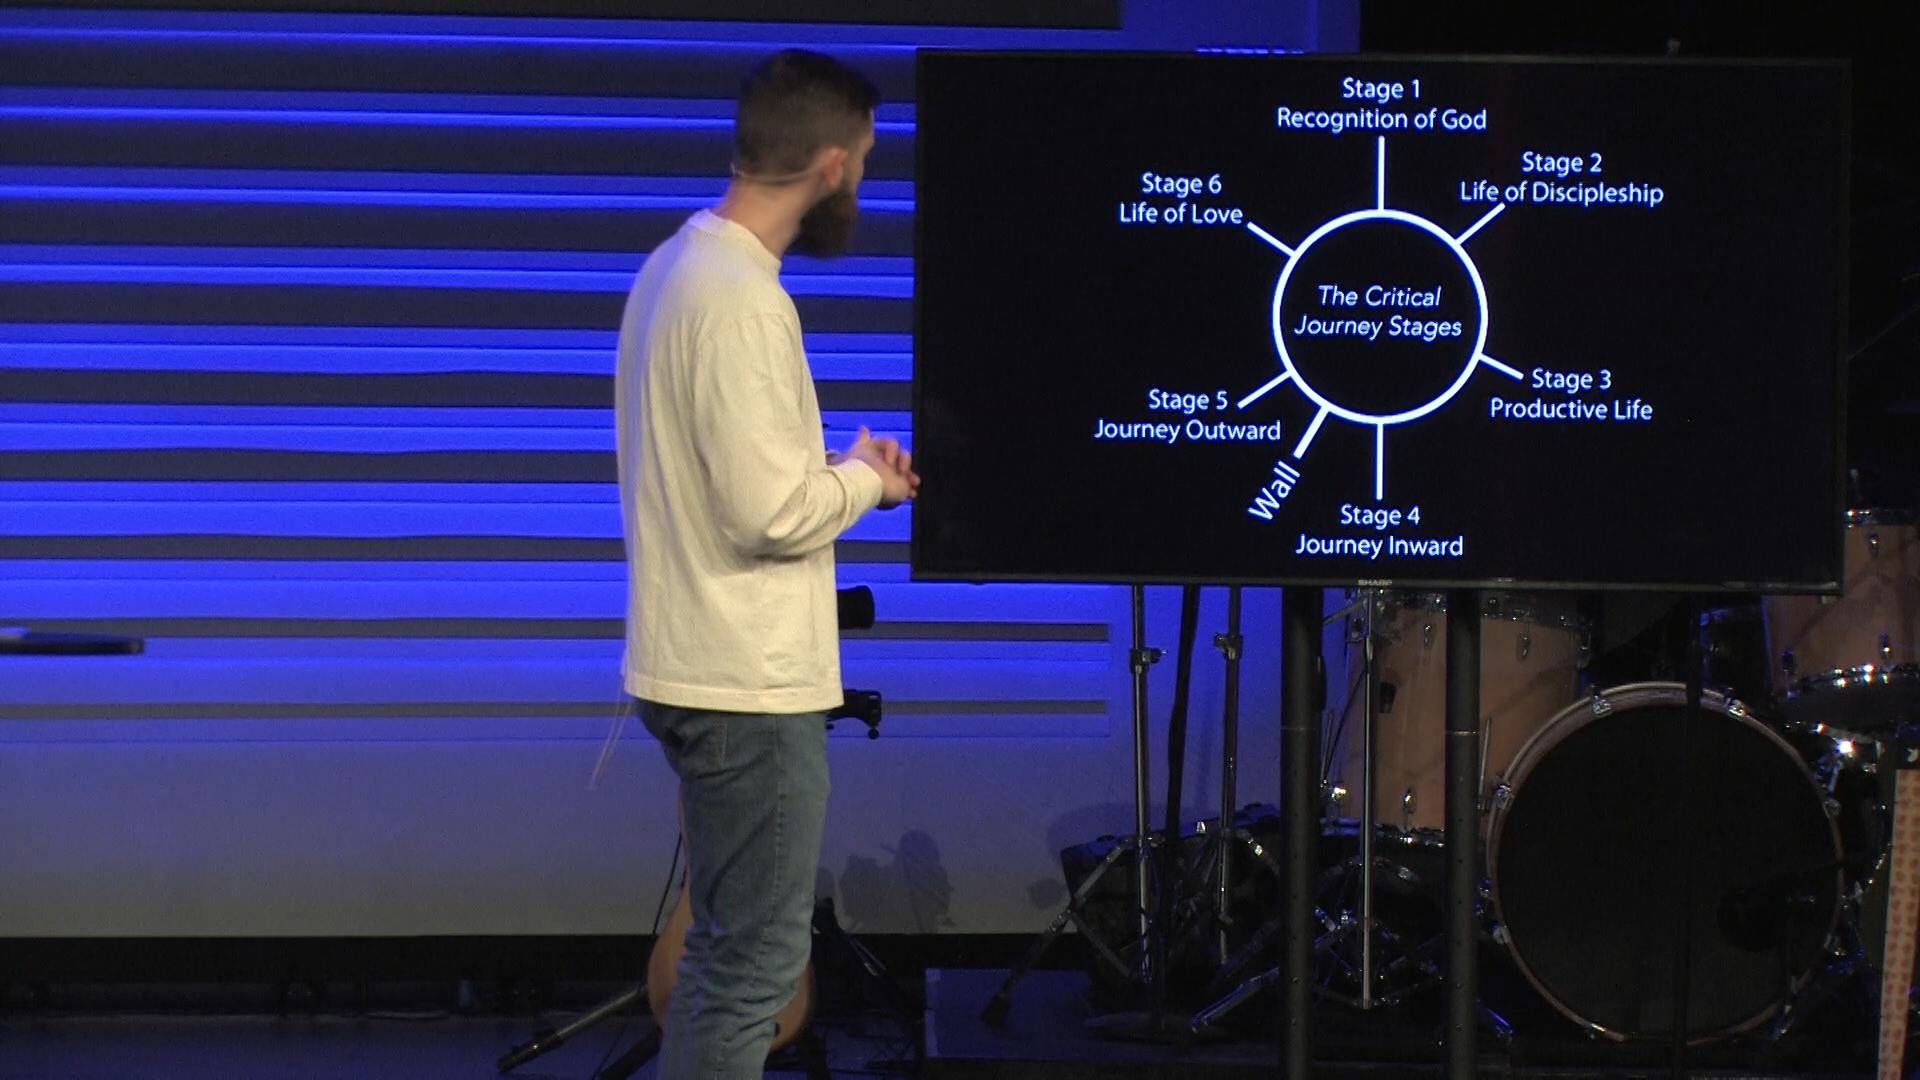 Stage 1
Recognition of God
Stage 2
Life of Discipleship
Stage 6
Life of Love
The Critical
Journey Stages
Stage 3
Productive Life
Stage 5
Journey Outward
Wall
Stage 4
Journey Inward
SHARP